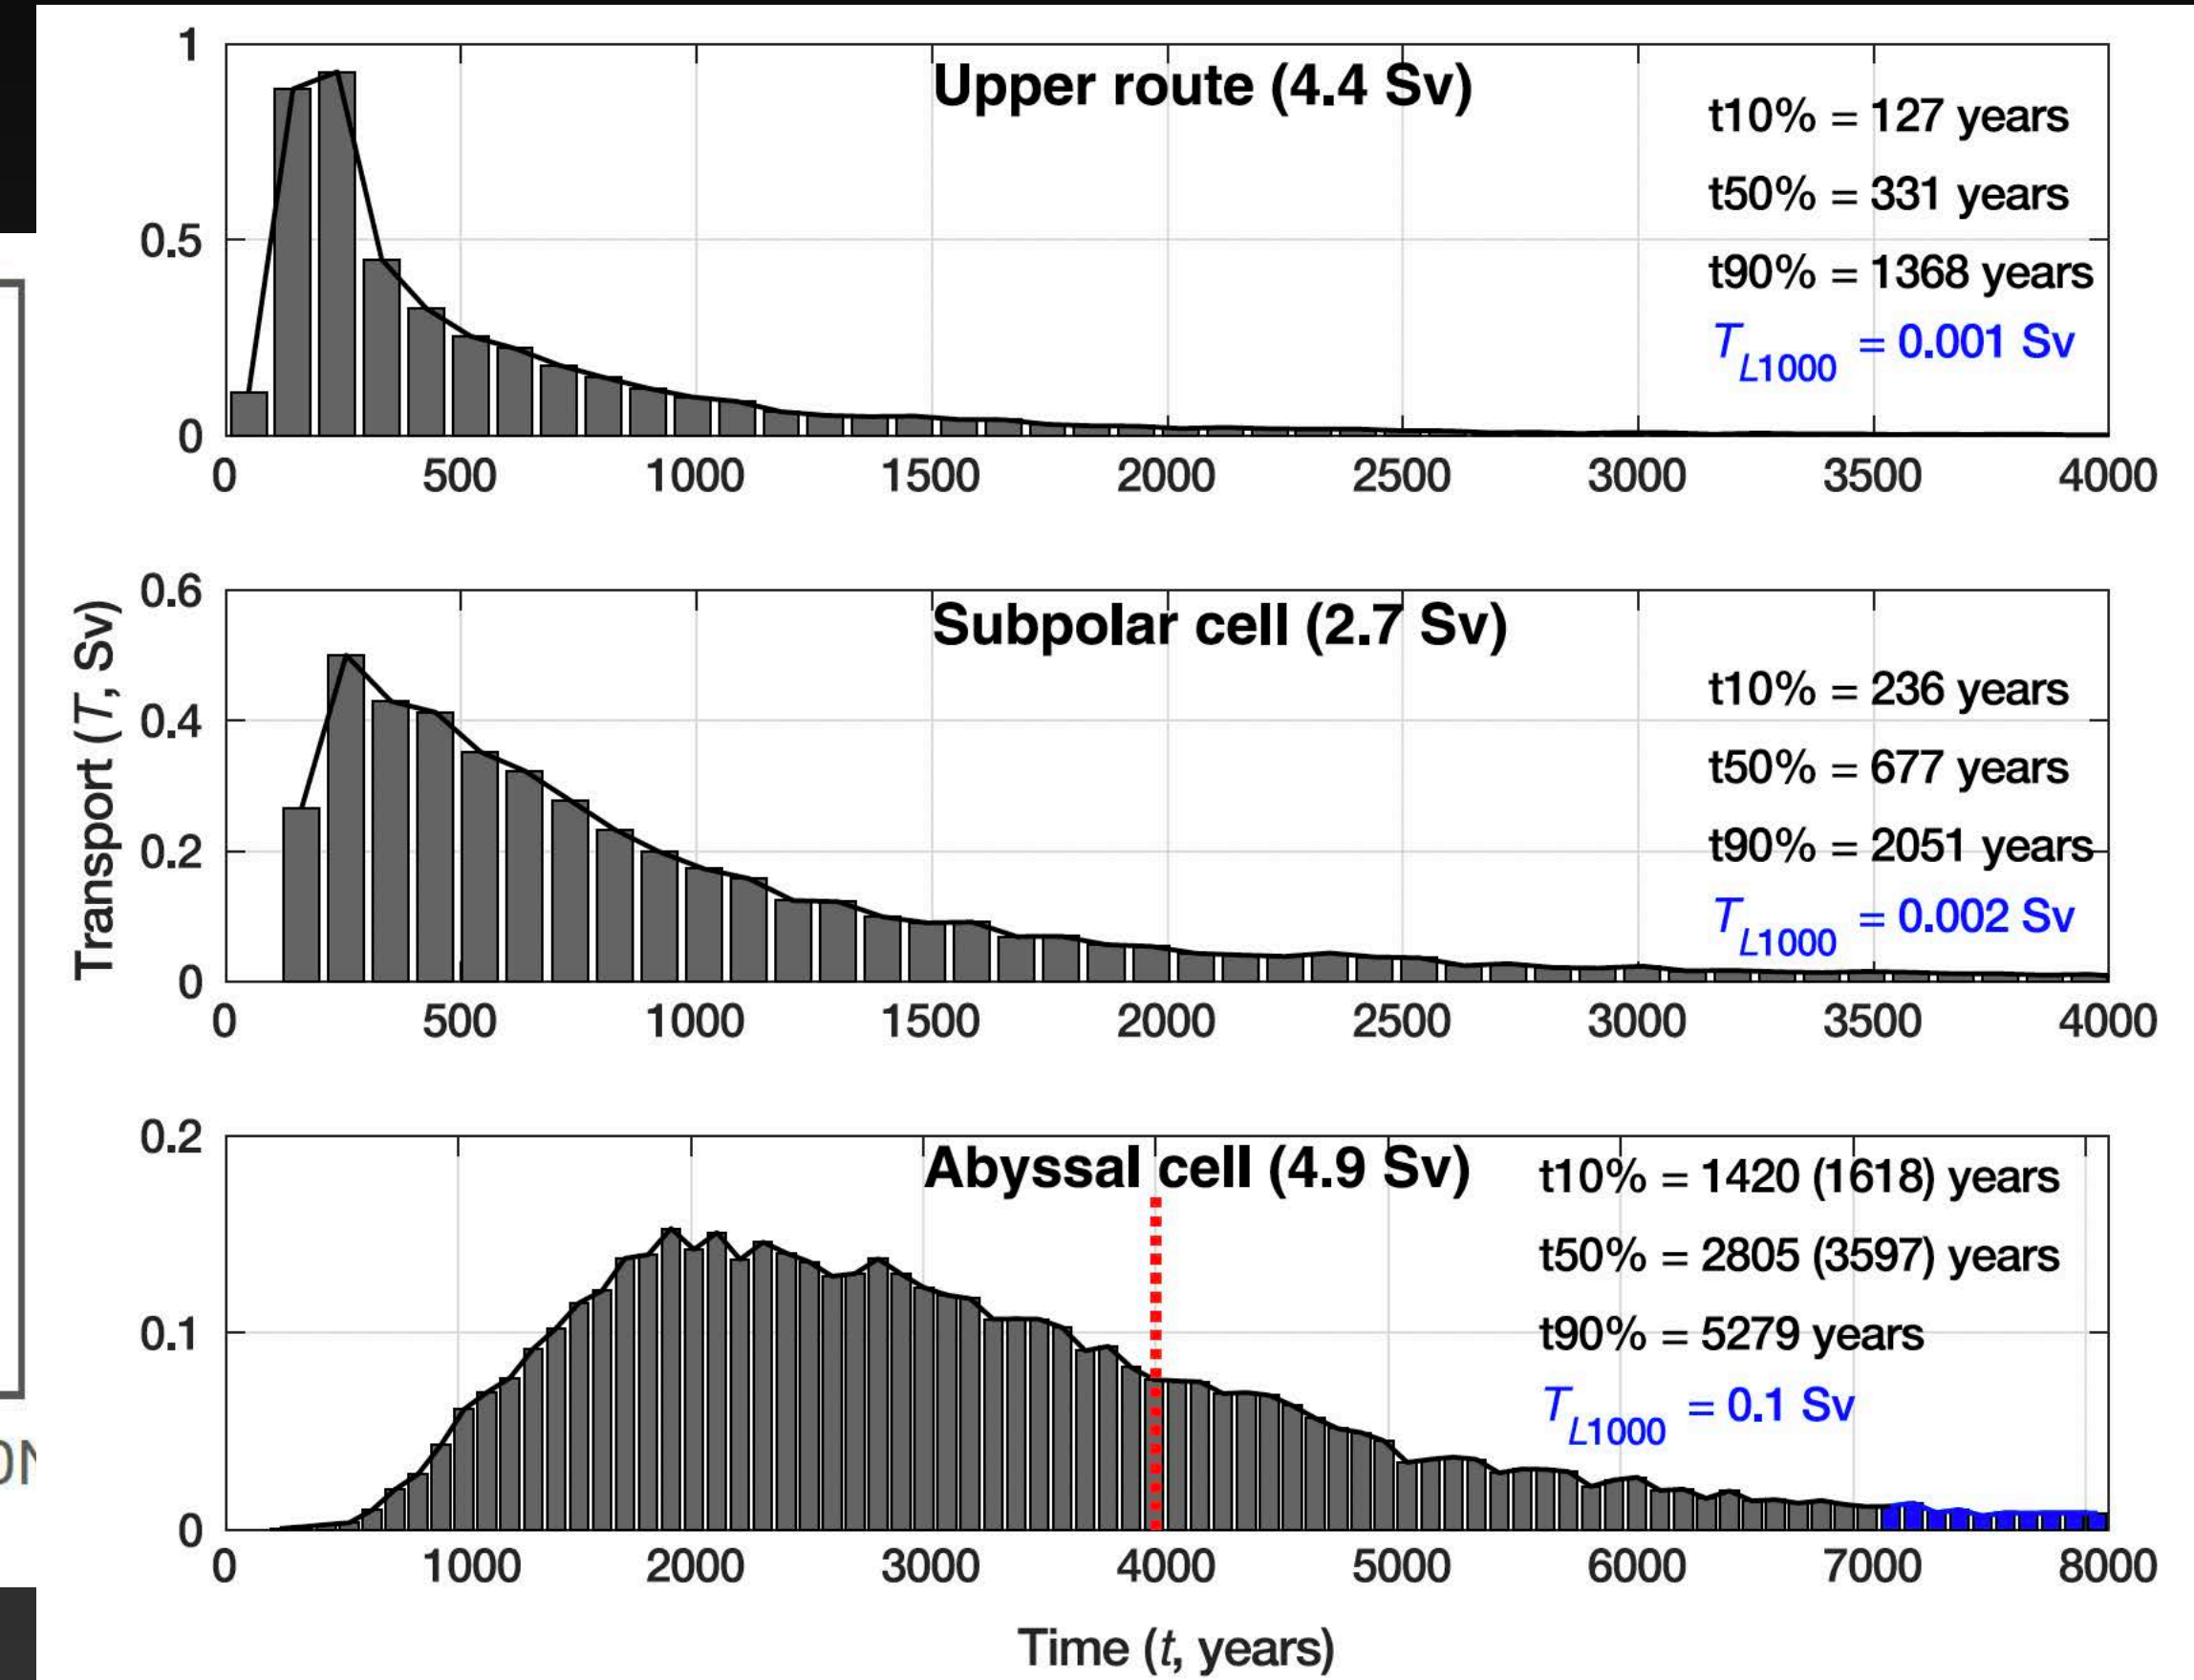 1
0.5
0
Upper route (4.4 Sv)
t10% = 127 years
t50% = 331 years
t90% = 1368 years
T L1000 = 0.001 Sv
0 500 1000 1500 2000 2500 3000 3500 4000
Transport (T, Sv)
0.6
0.4
0.2
0
Subpolar cell (2.7 Sv)
t10% = 236 years
t50% = 677 years
t90% = 2051 years
T L1000 = 0.002 Sv
0 500 1000 1500 2000 2500 3000 3500 4000
0.2
0.1
0
Abyssal cell (4.9 Sv)
t10% = 1420 (1618) years
t50% = 2805 (3597) years
t90% = 5279 years
T L1000 = 0.1 Sv
0 1000 2000 3000 4000 5000 6000 7000 8000
Time (t, years)